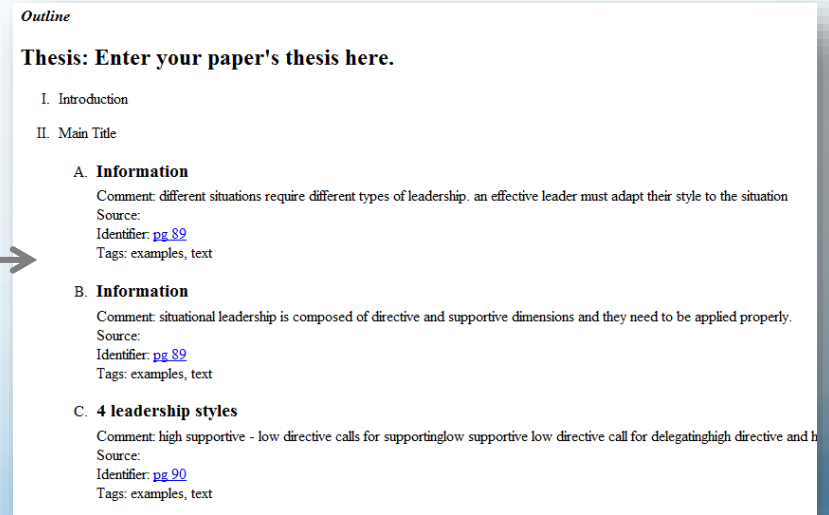 Outline
Thesis: Enter your paper's thesis here.
I. Introduction
II. Main Title
A. Information
Comment: different situations require different types of leadership. an effective leader must adapt their style to the situation
Source:
Identifier: pg 89
Tags: examples, text
B. Information
Comment: situational leadership is composed of directive and supportive dimensions and they need to be applied properly.
Source:
Identifier: pg 89
Tags: examples, text
C. 4 leadership styles
Comment: high supportive - low directive calls for supportinglow supportive low directive call for delegatinghigh directive and
Source:
Identifier: pg 90
Tags: examples, text